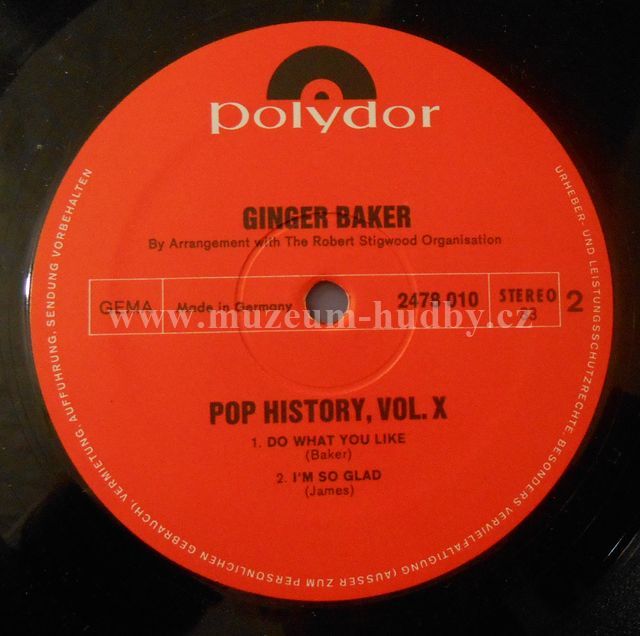 polydor
GINGER BAKER
By Arrangement with The Robert Stigwood Organisation
GEMA Made in Germany 2478 010 STEREO 33 2
www.muzeum-hudby.cz
POP HISTORY, VOL. X
1. DO WHAT YOU LIKE
(Baker)
2. I'M SO GLAD
(James)
URHEBER- UND LEISTUNGSSCHUTZRECHTE, BESONDERS VERVIELFÄLTIGUNG (AUSSER ZUM PERSÖNLICHEN GEBRAUCH), VERMIETUNG, AUFFÜHRUNG, SENDUNG VORBEHALTEN